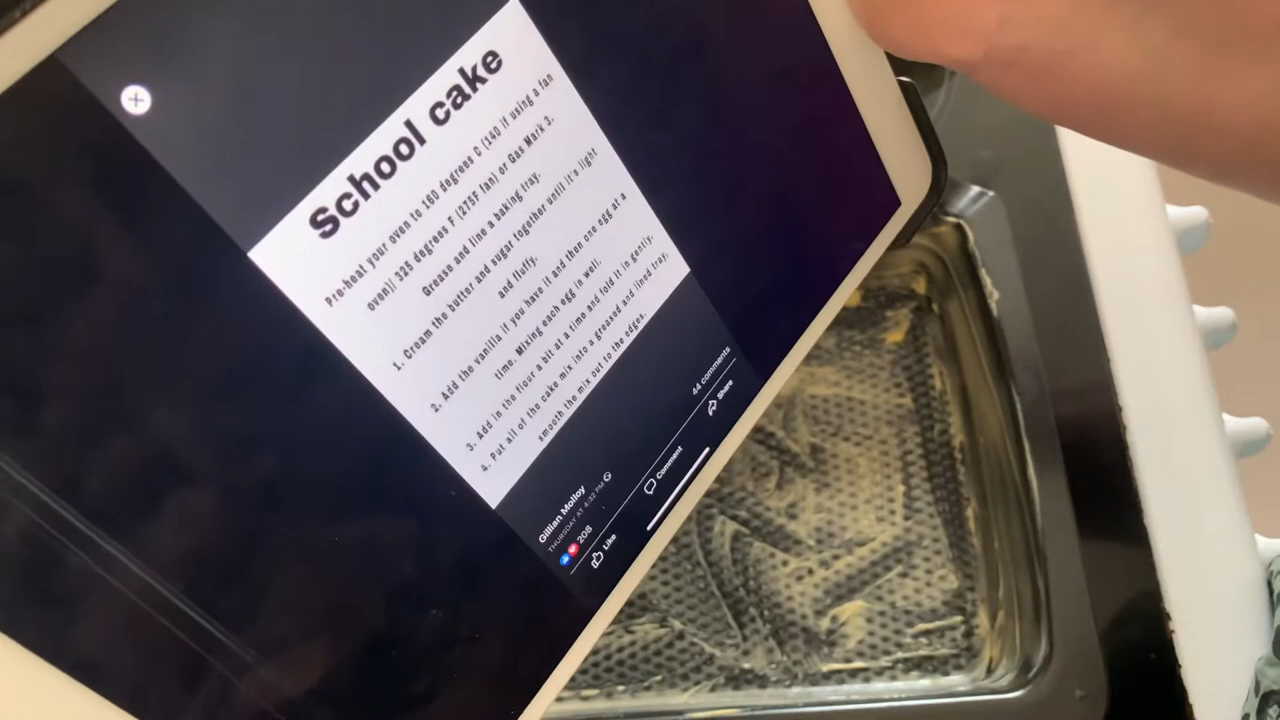 School cake
Pre-heat your oven to 160 degrees C (140 if using a fan
oven)/ 325 degrees F (275F fan) or Gas Mark 3.
Grease and line a baking tray.
1. Cream the butter and sugar together until it's light
and fluffy.
2. Add the vanilla if you have it and then one egg at a
time. Mixing each egg in well.
3. Add in the flour a bit at a time and fold it in gently.
4. Put all of the cake mix into a greased and lined tray,
smooth the mix out to the edges.
Gillian Molloy
THURSDAY AT 4:32 PM
208
44 comments
Like
Comment
Share